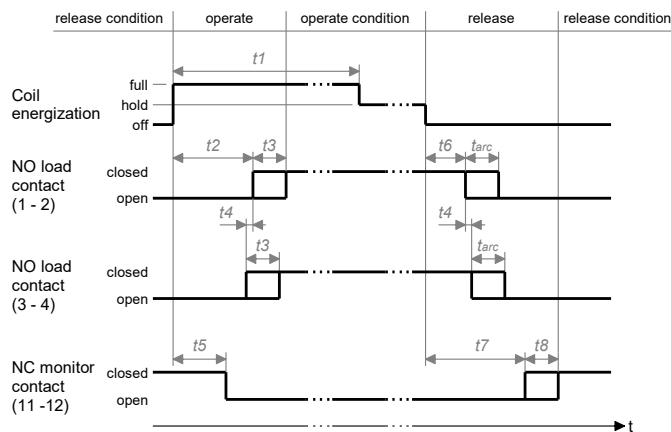 release condition operate operate condition release release condition
t1
full
Coil
energization
hold
off
t2 t3 t6 tarc
NO load
contact
(1 - 2)
closed
open
t4 t4
t3 tarc
NO load
contact
(3 - 4)
closed
open
t5 t7 t8
NC monitor
contact
(11 -12)
closed
open
t